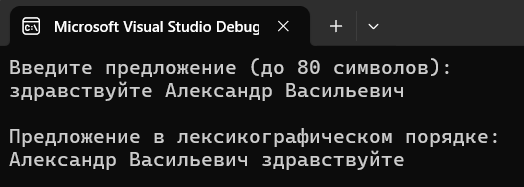 Microsoft Visual Studio Debug
Введите предложение (до 80 символов):
здравствуйте Александр Васильевич
Предложение в лексикографическом порядке:
Александр Васильевич здравствуйте